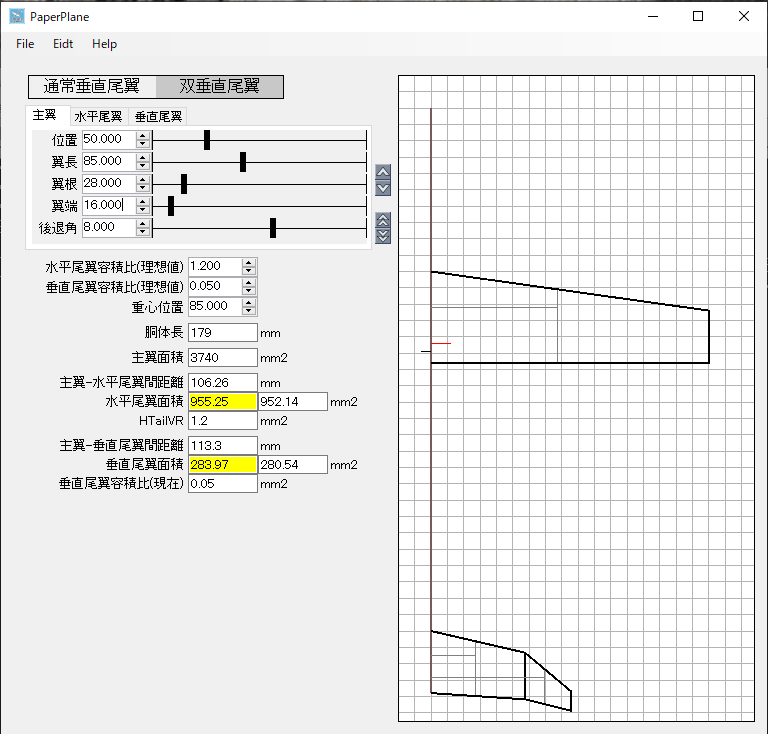 PaperPlane
File Eidt Help
通常垂直尾翼 双垂直尾翼
主翼 水平尾翼 垂直尾翼
位置 50.000
翼長 85.000
翼根 28.000
翼端 16.000
後退角 8.000
水平尾翼容積比(理想値) 1.200
垂直尾翼容積比(理想値) 0.050
重心位置 85.000
胴体長 179 mm
主翼面積 3740 mm2
主翼-水平尾翼間距離 106.26 mm
水平尾翼面積 955.25 952.14 mm2
HTailVR 1.2 mm2
主翼-垂直尾翼間距離 113.3 mm
垂直尾翼面積 283.97 280.54 mm2
垂直尾翼容積比(現在) 0.05 mm2